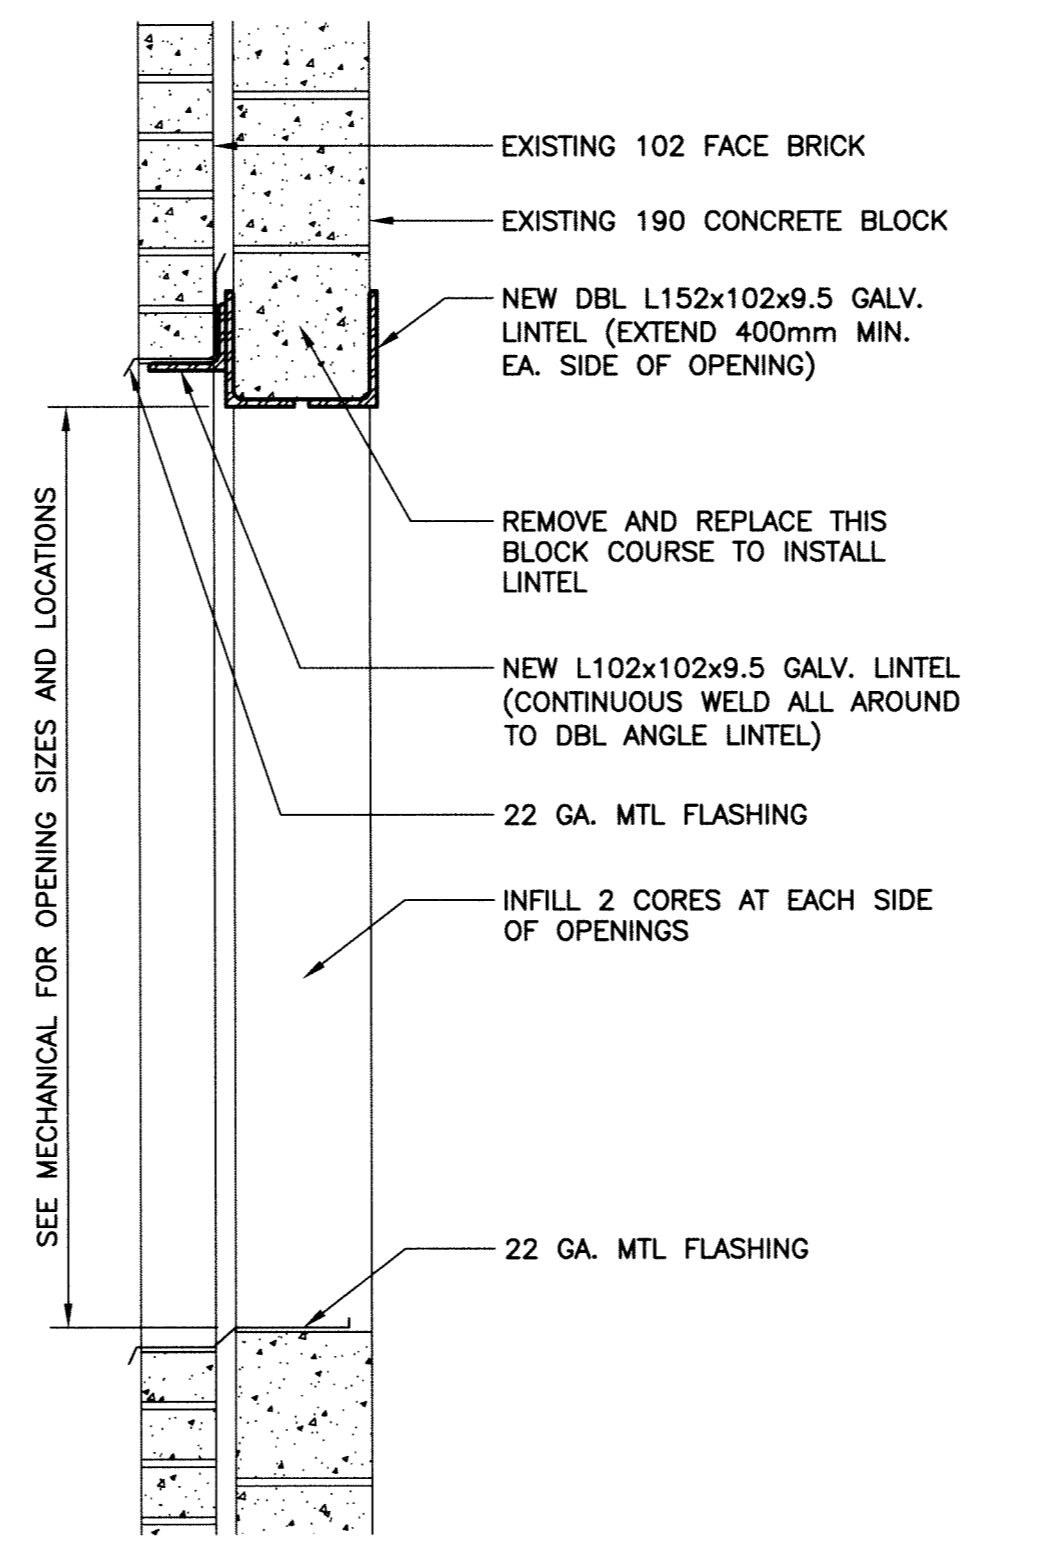 EXISTING 102 FACE BRICK
EXISTING 190 CONCRETE BLOCK
NEW DBL L152x102x9.5 GALV.
LINTEL (EXTEND 400mm MIN.
EA. SIDE OF OPENING)
REMOVE AND REPLACE THIS
BLOCK COURSE TO INSTALL
LINTEL
NEW L102x102x9.5 GALV. LINTEL
(CONTINUOUS WELD ALL AROUND
TO DBL ANGLE LINTEL)
22 GA. MTL FLASHING
INFILL 2 CORES AT EACH SIDE
OF OPENINGS
22 GA. MTL FLASHING
SEE MECHANICAL FOR OPENING SIZES AND LOCATIONS